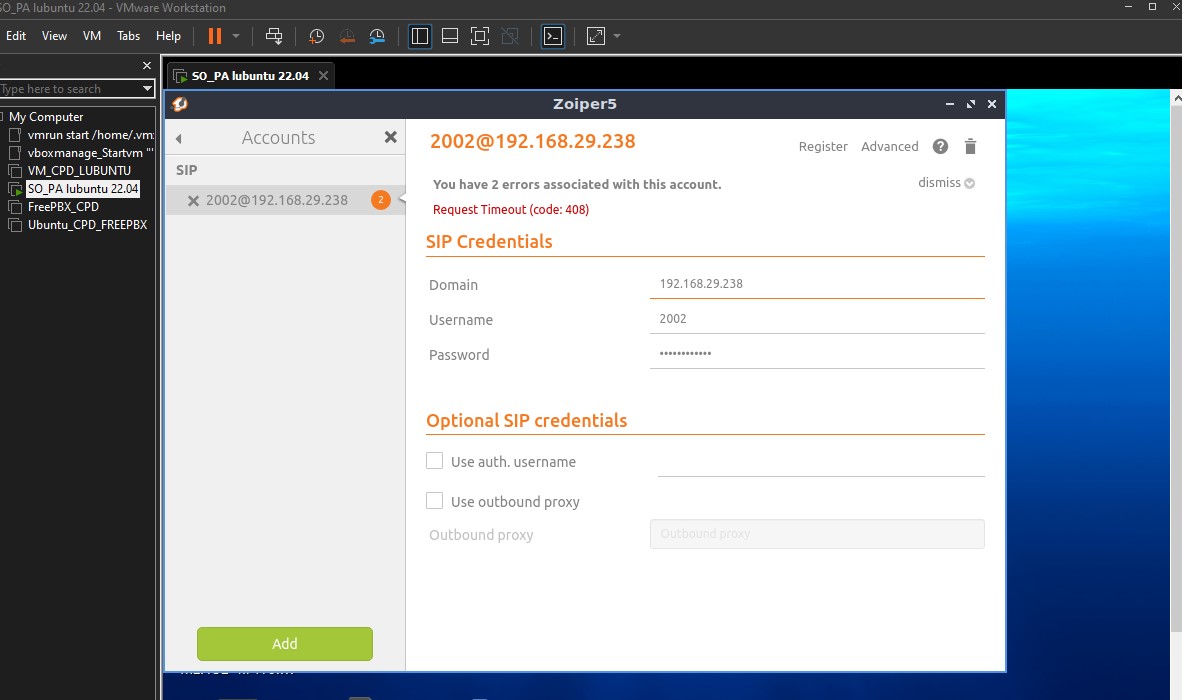 SO_PA lubuntu 22.04 - VMware Workstation
Edit View VM Tabs Help
Type here to search
My Computer
vmrun start /home/.vm
vboxmanage_Startvm "
VM_CPD_LUBUNTU
SO_PA lubuntu 22.04
FreePBX_CPD
Ubuntu_CPD_FREEPBX
SO_PA lubuntu 22.04
Zoiper5
Accounts
SIP
2002@192.168.29.238 2
2002@192.168.29.238
Register Advanced ?
You have 2 errors associated with this account.
dismiss
Request Timeout (code: 408)
SIP Credentials
Domain 192.168.29.238
Username 2002
Password ••••••••••••
Optional SIP credentials
Use auth. username
Use outbound proxy
Outbound proxy Outbound proxy
Add